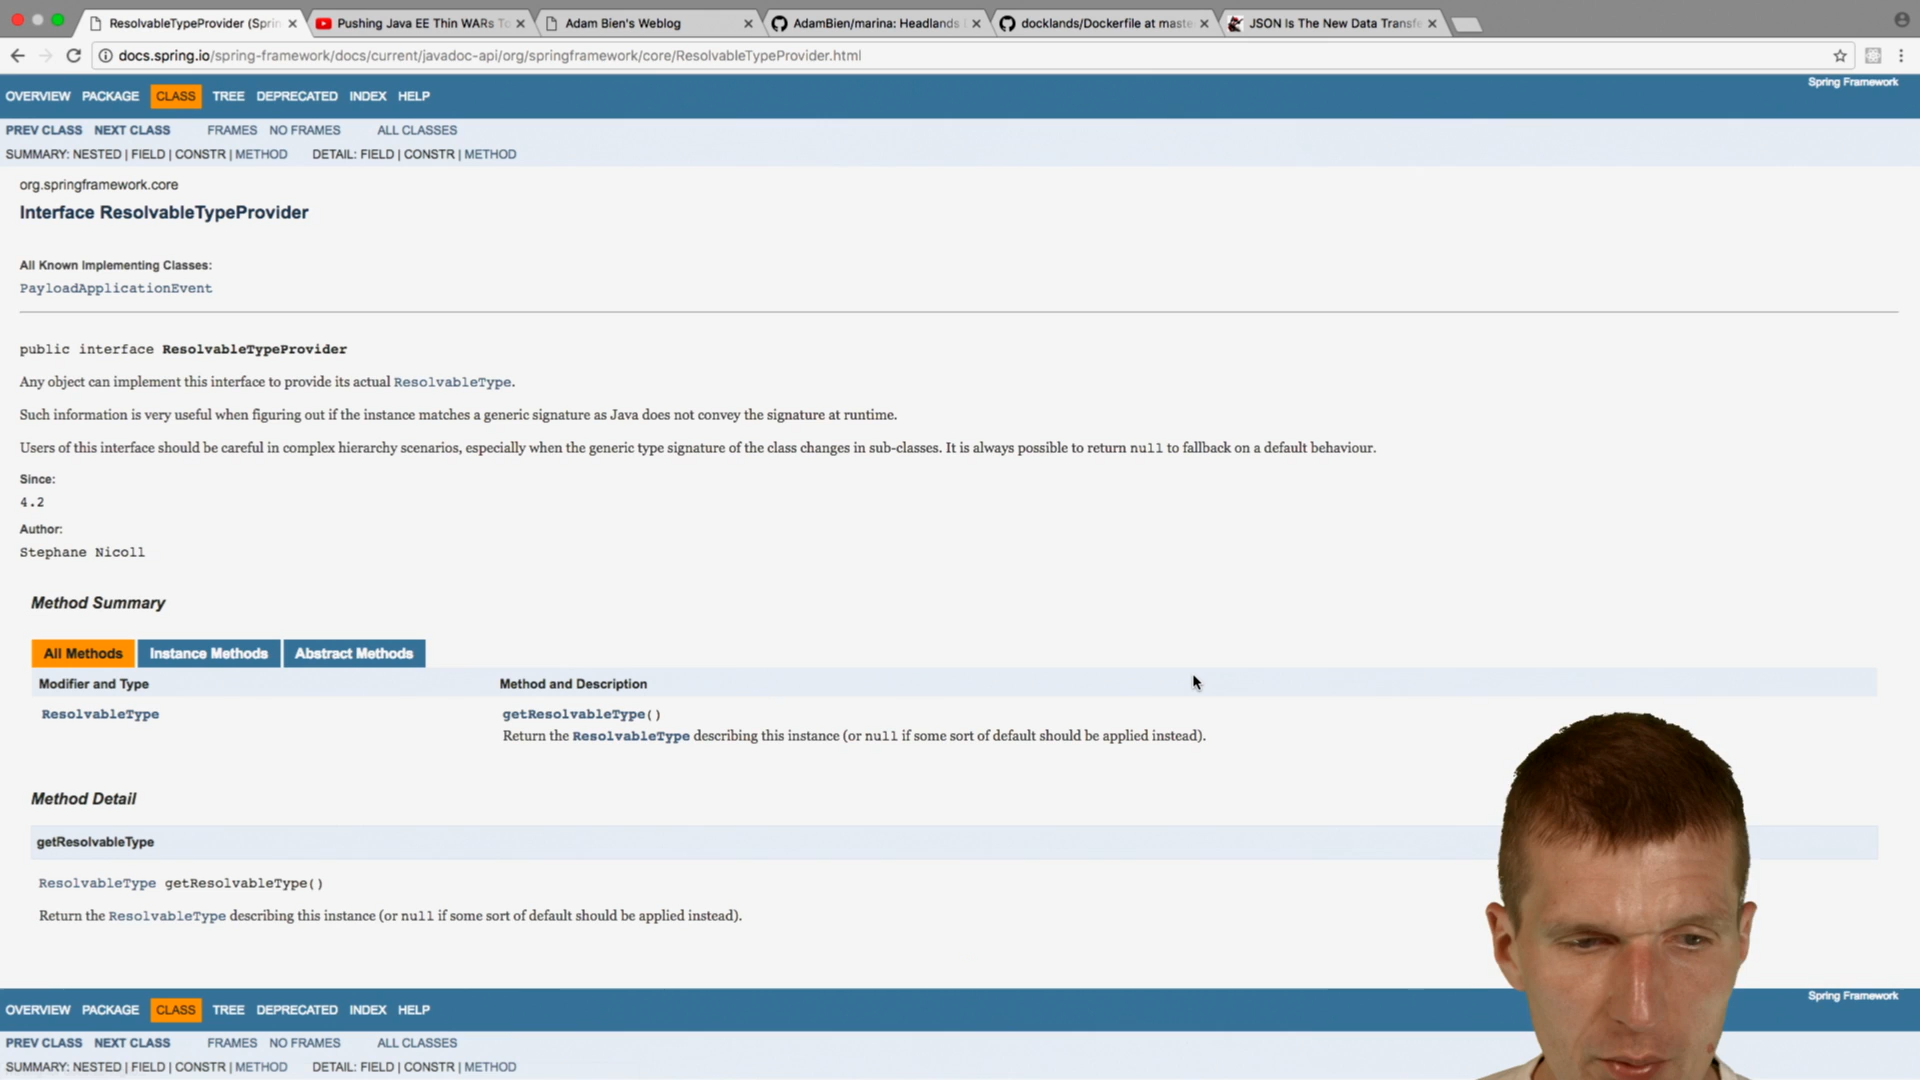 ResolvableTypeProvider (Sprin
Pushing Java EE Thin WARs To
Adam Bien's Weblog
AdamBien/marina: Headlands
docklands/Dockerfile at maste
JSON Is The New Data Transfe
docs.spring.io/spring-framework/docs/current/javadoc-api/org/springframework/core/ResolvableTypeProvider.html
OVERVIEW PACKAGE CLASS TREE DEPRECATED INDEX HELP
Spring Framework
PREV CLASS NEXT CLASS FRAMES NO FRAMES ALL CLASSES
SUMMARY: NESTED | FIELD | CONSTR | METHOD DETAIL: FIELD | CONSTR | METHOD
org.springframework.core
Interface ResolvableTypeProvider
All Known Implementing Classes:
PayloadApplicationEvent
public interface ResolvableTypeProvider
Any object can implement this interface to provide its actual ResolvableType.
Such information is very useful when figuring out if the instance matches a generic signature as Java does not convey the signature at runtime.
Users of this interface should be careful in complex hierarchy scenarios, especially when the generic type signature of the class changes in sub-classes. It is always possible to return null to fallback on a default behaviour.
Since:
4.2
Author:
Stephane Nicoll
Method Summary
All Methods Instance Methods Abstract Methods
Modifier and Type Method and Description
ResolvableType getResolvableType()
Return the ResolvableType describing this instance (or null if some sort of default should be applied instead).
Method Detail
getResolvableType
ResolvableType getResolvableType()
Return the ResolvableType describing this instance (or null if some sort of default should be applied instead).
OVERVIEW PACKAGE CLASS TREE DEPRECATED INDEX HELP
Spring Framework
PREV CLASS NEXT CLASS FRAMES NO FRAMES ALL CLASSES
SUMMARY: NESTED | FIELD | CONSTR | METHOD DETAIL: FIELD | CONSTR | METHOD